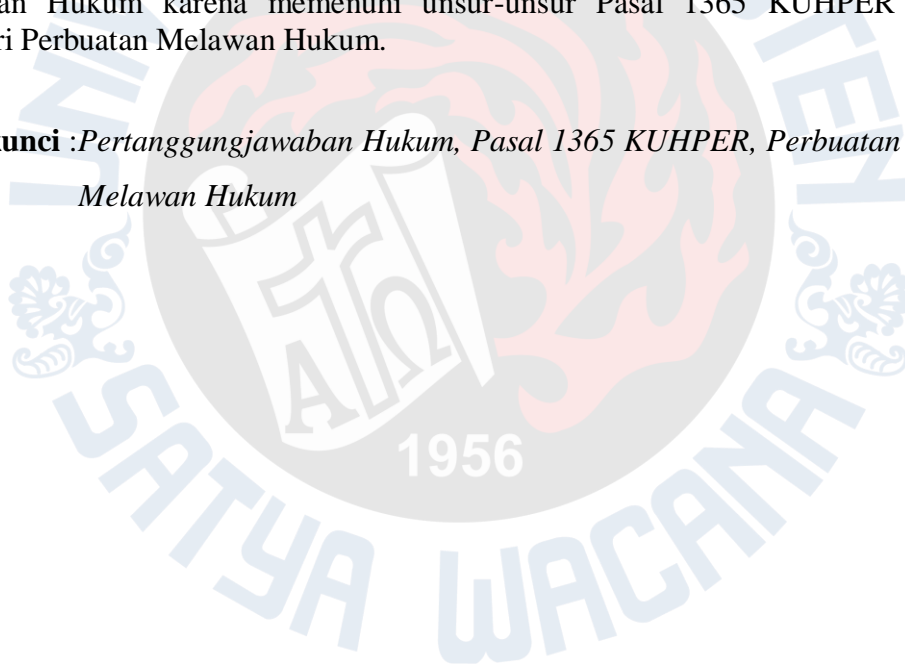 an Hukum karena memenuhi unsur-unsur Pasal 1365 KUHPER
ri Perbuatan Melawan Hukum.
unci :Pertanggungjawaban Hukum, Pasal 1365 KUHPER, Perbuatan
Melawan Hukum
ΑΩ
1956
SATYA WACANA